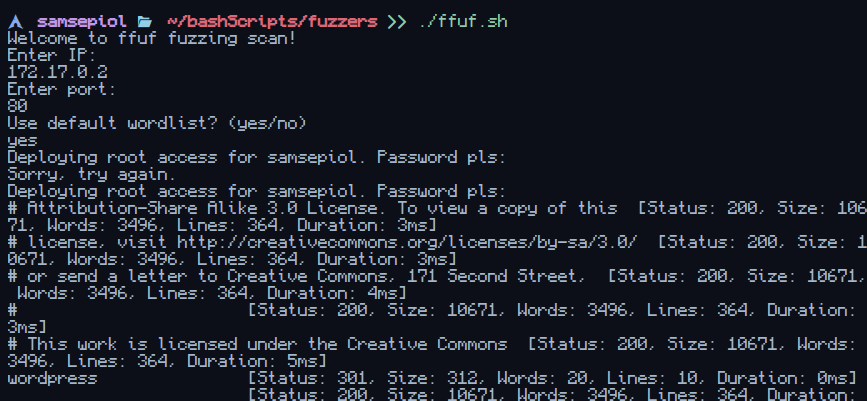 samsepiol ~/bashScripts/fuzzers >> ./ffuf.sh
Welcome to ffuf fuzzing scan!
Enter IP:
172.17.0.2
Enter port:
80
Use default wordlist? (yes/no)
yes
Deploying root access for samsepiol. Password pls:
Sorry, try again.
Deploying root access for samsepiol. Password pls:
# Attribution-Share Alike 3.0 License. To view a copy of this  [Status: 200, Size: 106
71, Words: 3496, Lines: 364, Duration: 3ms]
# license, visit http://creativecommons.org/licenses/by-sa/3.0/  [Status: 200, Size: 1
0671, Words: 3496, Lines: 364, Duration: 3ms]
# or send a letter to Creative Commons, 171 Second Street,  [Status: 200, Size: 10671,
 Words: 3496, Lines: 364, Duration: 4ms]
#                       [Status: 200, Size: 10671, Words: 3496, Lines: 364, Duration:
3ms]
# This work is licensed under the Creative Commons  [Status: 200, Size: 10671, Words:
3496, Lines: 364, Duration: 5ms]
wordpress               [Status: 301, Size: 312, Words: 20, Lines: 10, Duration: 0ms]
                        [Status: 200, Size: 10671, Words: 3496, Lines: 364, Duration: